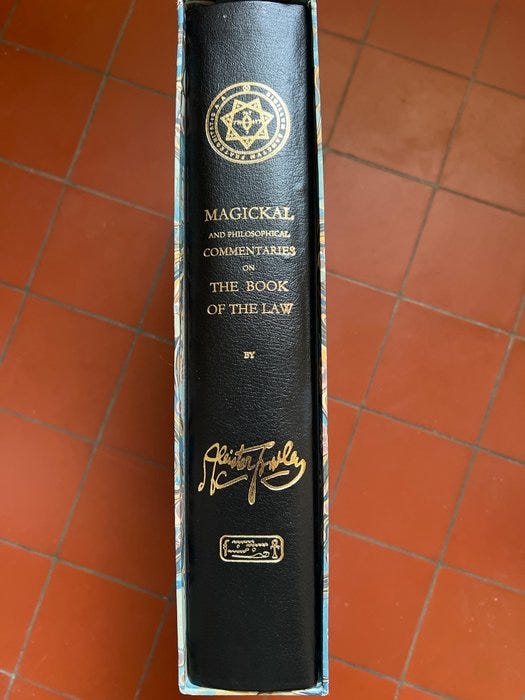 MAGICKAL
AND PHILOSOPHICAL
COMMENTARIES
ON
THE BOOK
OF THE LAW
BY
Aleister Crowley